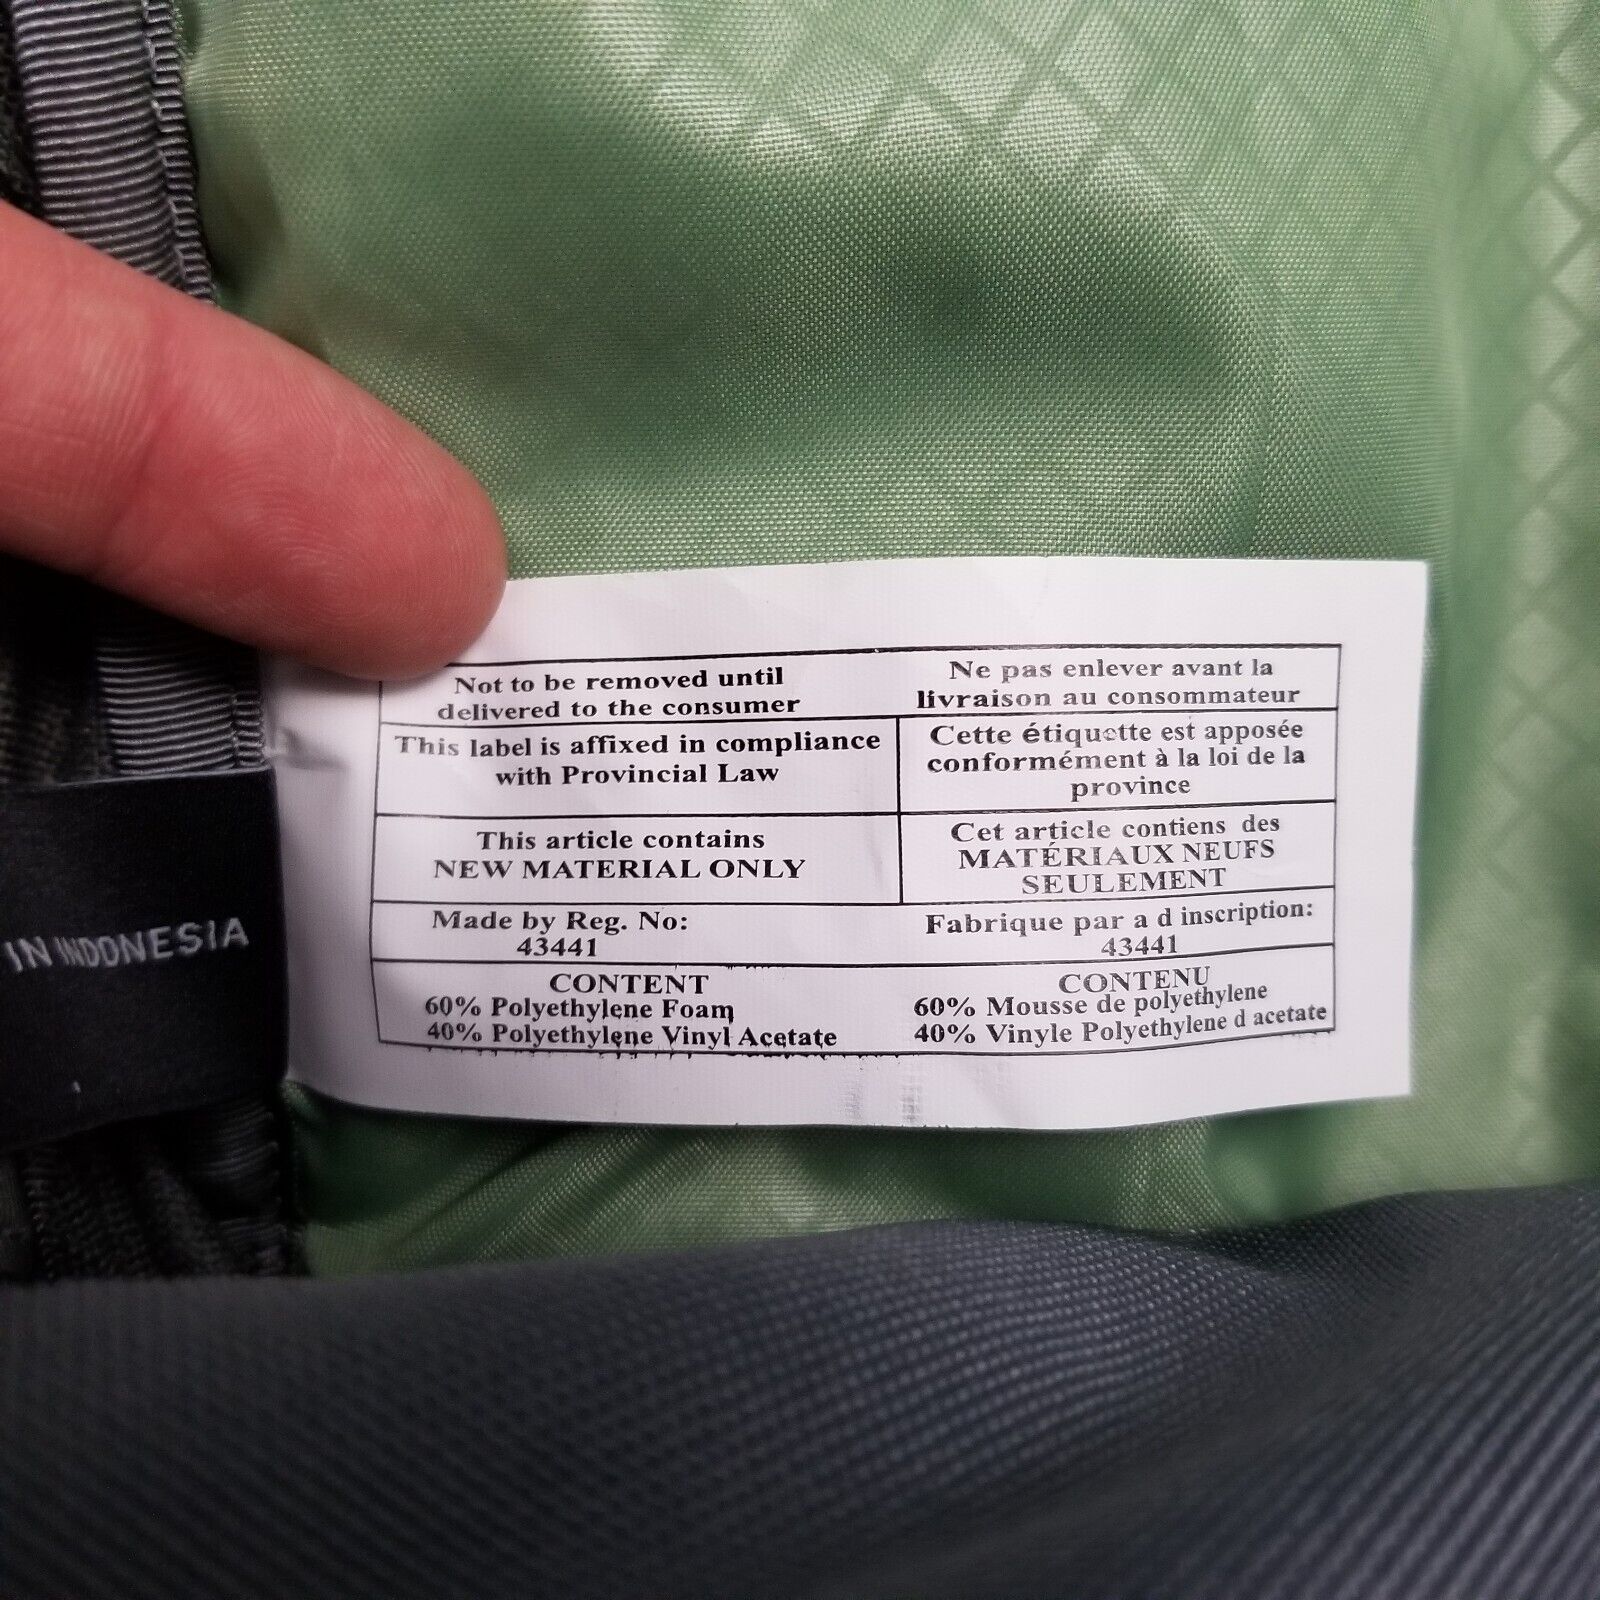 Not to be removed until
delivered to the consumer
Ne pas enlever avant la
livraison au consommateur
This label is affixed in compliance
with Provincial Law
Cette étiquette est apposée
conformément à la loi de la
province
This article contains
NEW MATERIAL ONLY
Cet article contiens des
MATÉRIAUX NEUFS
SEULEMENT
Made by Reg. No:
43441
Fabrique par a d inscription:
43441
CONTENT
60% Polyethylene Foam
40% Polyethylene Vinyl Acetate
CONTENU
60% Mousse de polyethylene
40% Vinyle Polyethylene d acetate
IN INDONESIA